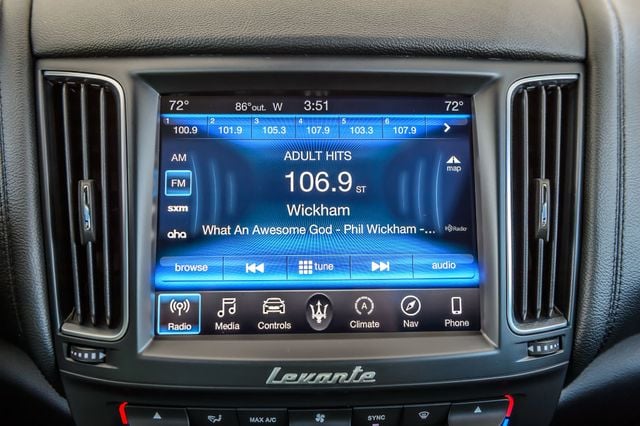 72° 86°out. W 3:51 72°
1 2 3 4 5 6
100.9 101.9 105.3 107.9 103.3 107.9
AM
ADULT HITS
FM
106.9 ST
map
sxm
Wickham
aha
What An Awesome God - Phil Wickham -...
HD Radio
browse tune audio
Radio Media Controls Climate Nav Phone
Levante
MAX A/C SYNC